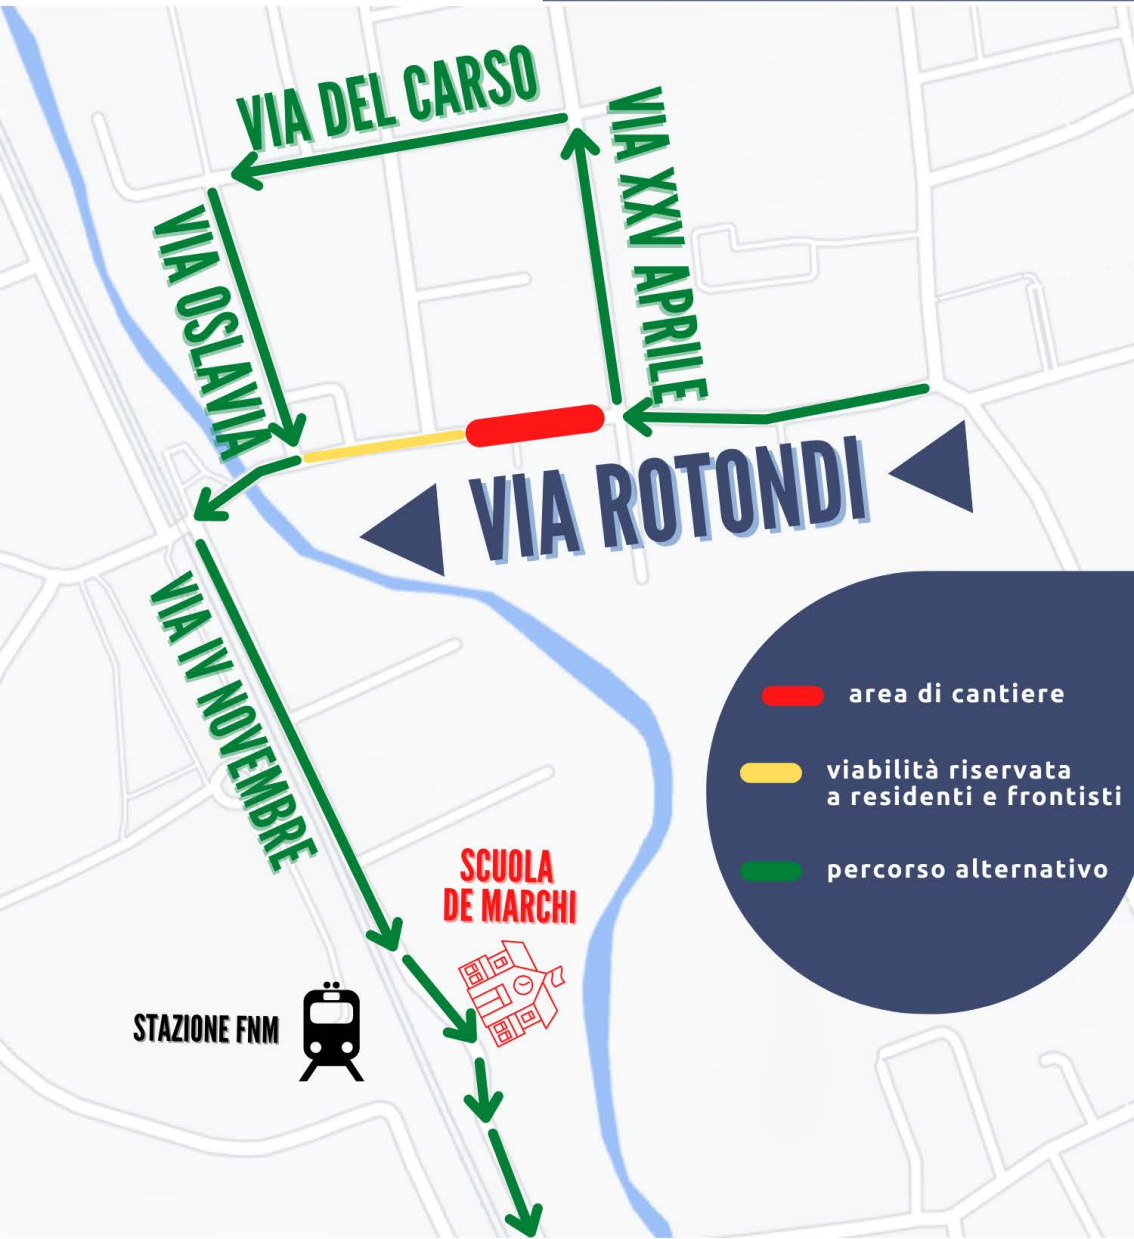 VIA DEL CARSO
VIA XXV APRILE
VIA OSLAVIA
VIA ROTONDI
VIA IV NOVEMBRE
area di cantiere
viabilità riservata
a residenti e frontisti
percorso alternativo
SCUOLA
DE MARCHI
STAZIONE FNM